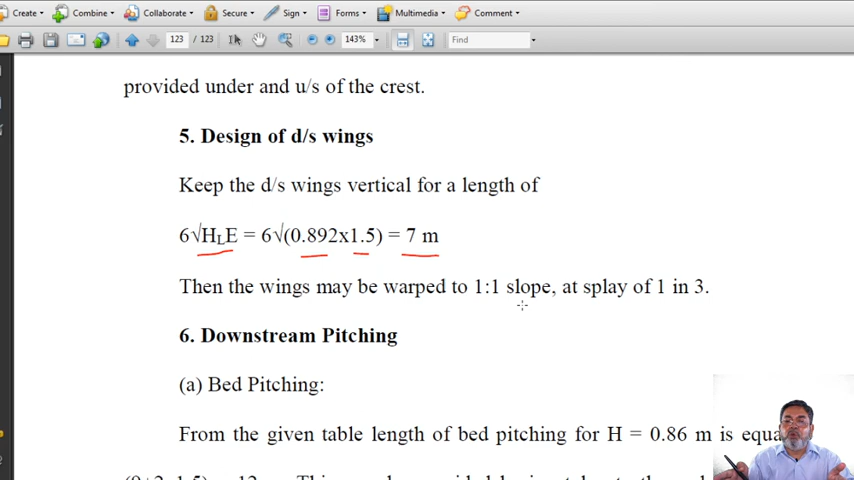 Create Combine Collaborate Secure Sign Forms Multimedia Comment
123 / 123 143% Find
provided under and u/s of the crest.
5. Design of d/s wings
Keep the d/s wings vertical for a length of
6√HLE = 6√(0.892x1.5) = 7 m
Then the wings may be warped to 1:1 slope, at splay of 1 in 3.
6. Downstream Pitching
(a) Bed Pitching:
From the given table length of bed pitching for H = 0.86 m is equa